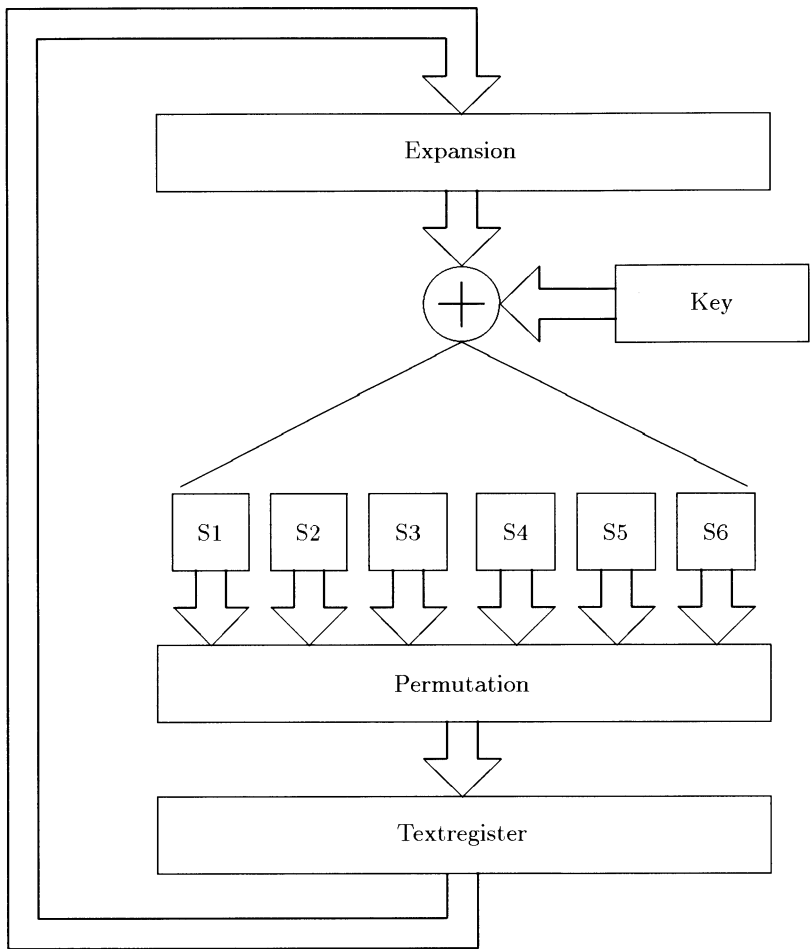 Expansion
Key
S1 S2 S3 S4 S5 S6
Permutation
Textregister